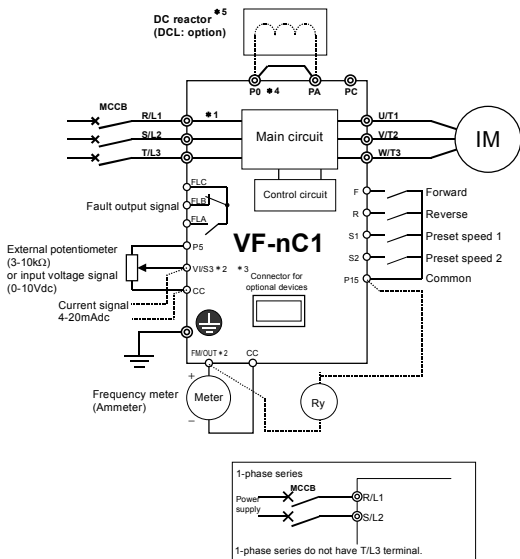 DC reactor *5
(DCL: option)
P0 *4 PA PC
MCCB
R/L1 *1
S/L2
T/L3
Main circuit
Control circuit
U/T1
V/T2
W/T3
IM
FLC
FLB
FLA
Fault output signal
F Forward
R Reverse
S1 Preset speed 1
S2 Preset speed 2
P15 Common
VF-nC1
P5
External potentiometer
(3-10kΩ)
or input voltage signal
(0-10Vdc)
VI/S3 *2 *3
Connector for
optional devices
CC
Current signal
4-20mAdc
FM/OUT *2 CC
+
Frequency meter
(Ammeter)
Meter
−
Ry
1-phase series
MCCB
Power
supply
R/L1
S/L2
1-phase series do not have T/L3 terminal.